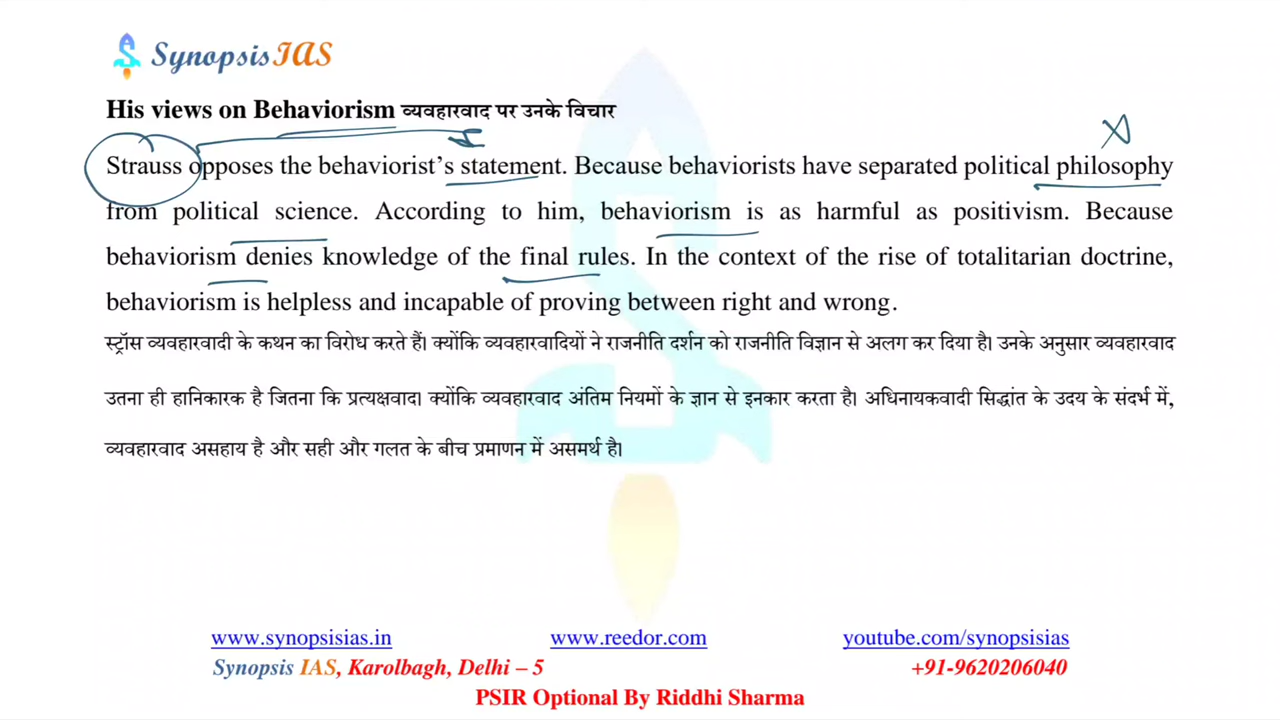 Synopsis IAS
His views on Behaviorism व्यवहारवाद पर उनके विचार
Strauss opposes the behaviorist's statement. Because behaviorists have separated political philosophy
from political science. According to him, behaviorism is as harmful as positivism. Because
behaviorism denies knowledge of the final rules. In the context of the rise of totalitarian doctrine,
behaviorism is helpless and incapable of proving between right and wrong.
स्ट्रॉस व्यवहारवादी के कथन का विरोध करते हैं। क्योंकि व्यवहारवादियों ने राजनीति दर्शन को राजनीति विज्ञान से अलग कर दिया है। उनके अनुसार व्यवहारवाद
उतना ही हानिकारक है जितना कि प्रत्यक्षवाद। क्योंकि व्यवहारवाद अंतिम नियमों के ज्ञान से इनकार करता है। अधिनायकवादी सिद्धांत के उदय के संदर्भ में,
व्यवहारवाद असहाय है और सही और गलत के बीच प्रमाणन में असमर्थ है।
www.synopsisias.in www.reedor.com youtube.com/synopsisias
Synopsis IAS, Karolbagh, Delhi – 5 +91-9620206040
PSIR Optional By Riddhi Sharma